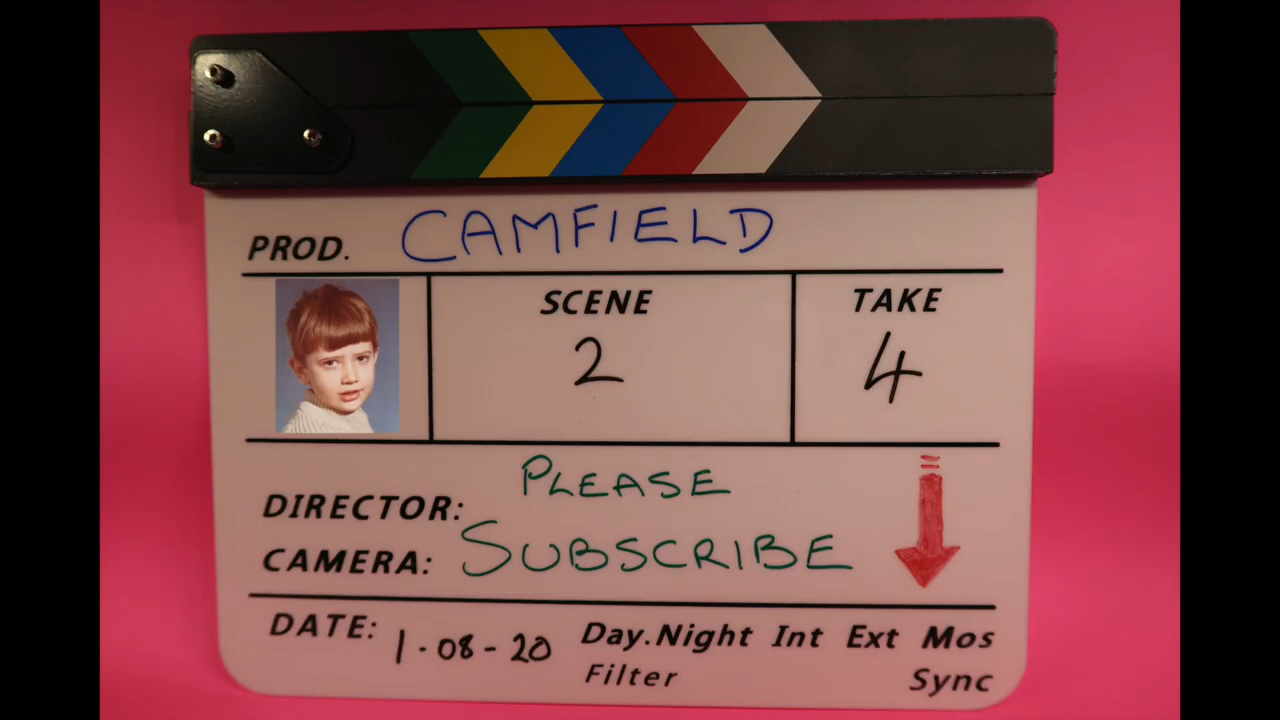 PROD. CAMFIELD
SCENE
2
TAKE
4
DIRECTOR: PLEASE
CAMERA: SUBSCRIBE
DATE: 1-08-20 Day.Night Int Ext Mos
Filter Sync